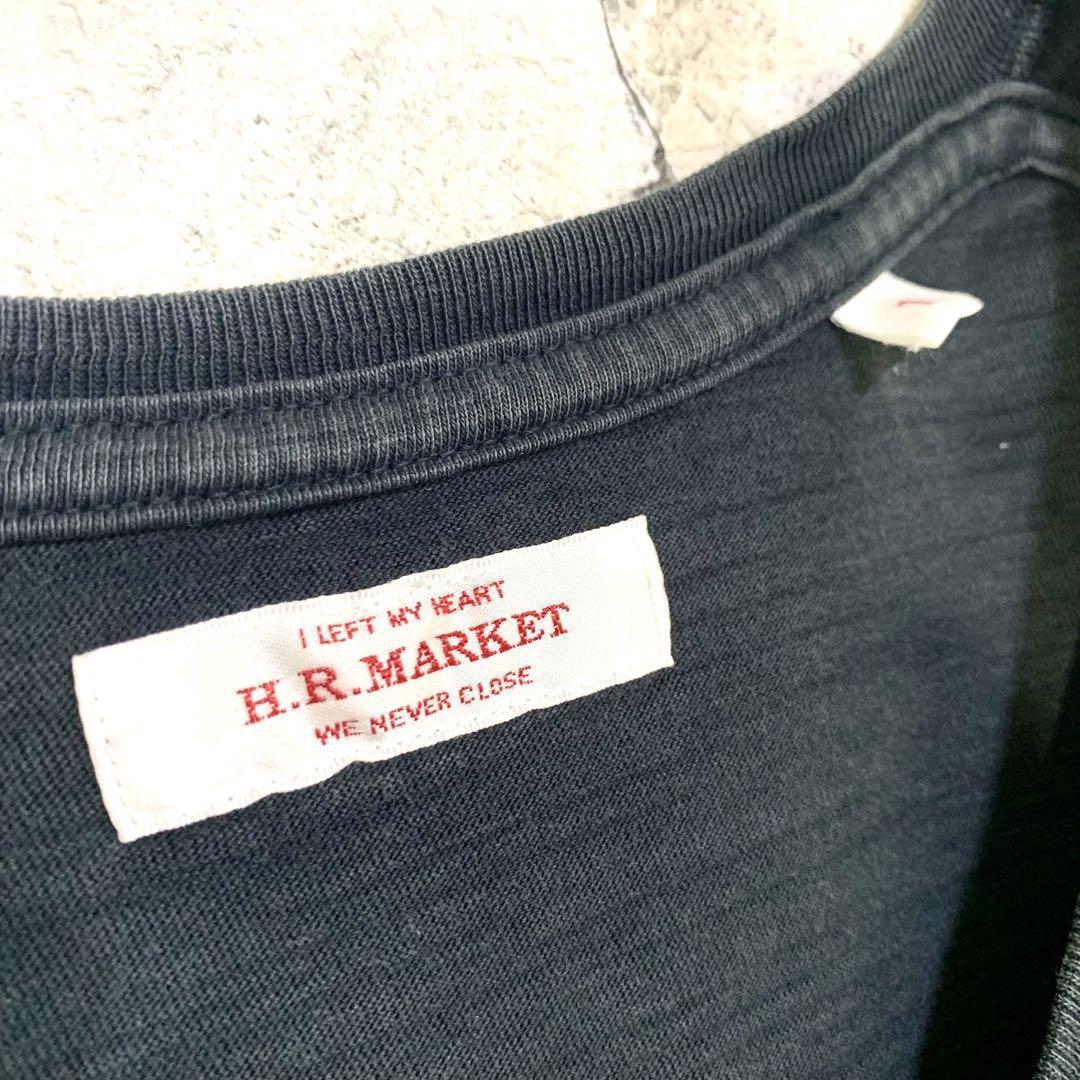 I LEFT MY HEART
H.R.MARKET
WE NEVER CLOSE